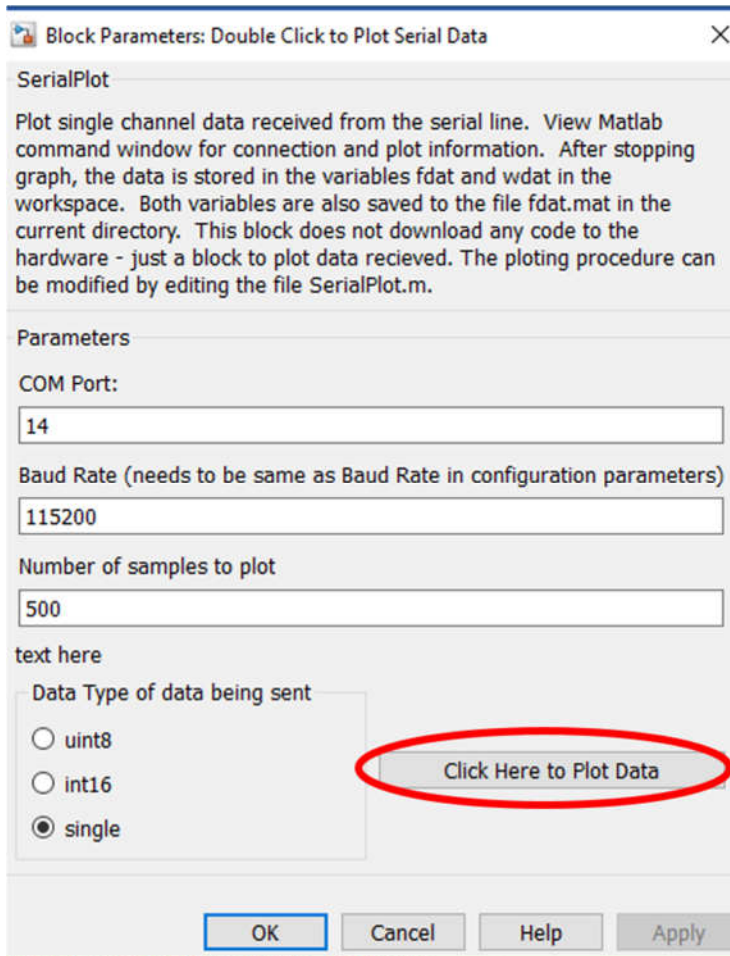 Block Parameters: Double Click to Plot Serial Data
SerialPlot
Plot single channel data received from the serial line.  View Matlab
command window for connection and plot information.  After stopping
graph, the data is stored in the variables fdat and wdat in the
workspace.  Both variables are also saved to the file fdat.mat in the
current directory.  This block does not download any code to the
hardware - just a block to plot data recieved. The ploting procedure can
be modified by editing the file SerialPlot.m.
Parameters
COM Port:
14
Baud Rate (needs to be same as Baud Rate in configuration parameters)
115200
Number of samples to plot
500
text here
Data Type of data being sent
uint8
int16
single
Click Here to Plot Data
OK Cancel Help Apply